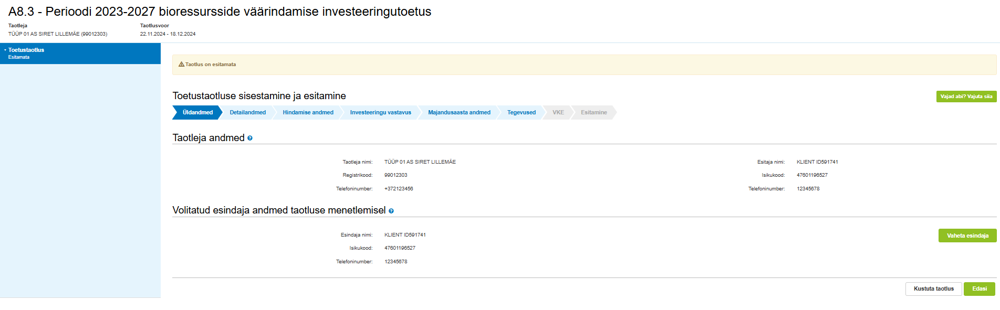 A8.3 - Perioodi 2023-2027 bioressursside väärindamise investeeringutoetus
Taotleja Taotlusvoor
TÜÜP 01 AS SIRET LILLEMÄE (99012303) 22.11.2024 - 18.12.2024
Toetustaotlus
Esitamata
Taotlus on esitamata
Toetustaotluse sisestamine ja esitamine Vajad abi? Vajuta siia
Üldandmed Detailandmed Hindamise andmed Investeeringu vastavus Majandusaasta andmed Tegevused VKE Esitamine
Taotleja andmed
Taotleja nimi: TÜÜP 01 AS SIRET LILLEMÄE Esitaja nimi: KLIENT ID591741
Registrikood: 99012303 Isikukood: 47601196527
Telefoninumber: +372123456 Telefoninumber: 12345678
Volitatud esindaja andmed taotluse menetlemisel
Esindaja nimi: KLIENT ID591741 Vaheta esindaja
Isikukood: 47601196527
Telefoninumber: 12345678
Kustuta taotlus Edasi